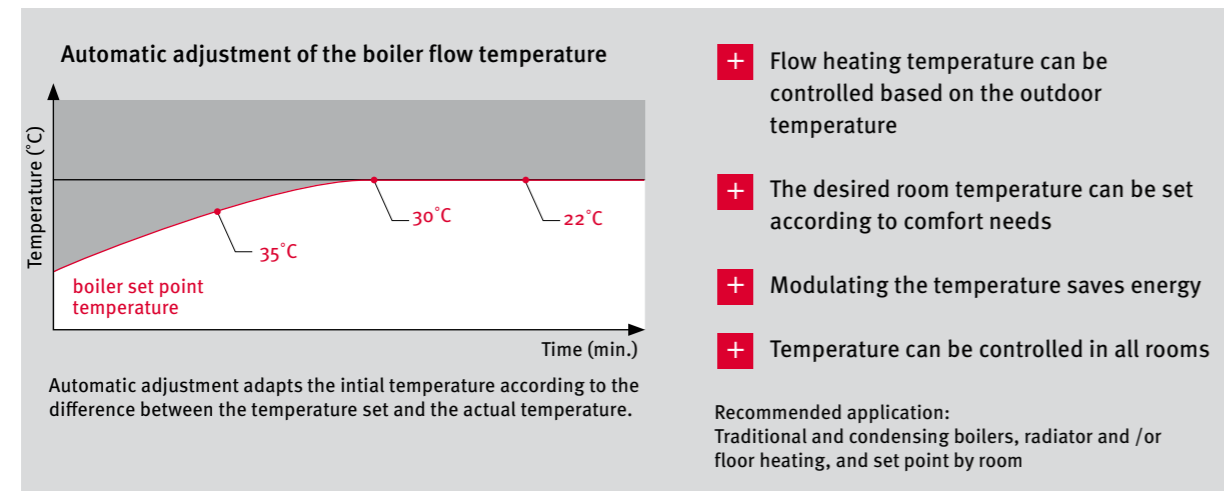 Automatic adjustment of the boiler flow temperature
Temperature (°C)
35°C
30°C
22°C
boiler set point
temperature
Time (min.)
Automatic adjustment adapts the intial temperature according to the
difference between the temperature set and the actual temperature.
+ Flow heating temperature can be
controlled based on the outdoor
temperature
+ The desired room temperature can be set
according to comfort needs
+ Modulating the temperature saves energy
+ Temperature can be controlled in all rooms
Recommended application:
Traditional and condensing boilers, radiator and /or
floor heating, and set point by room